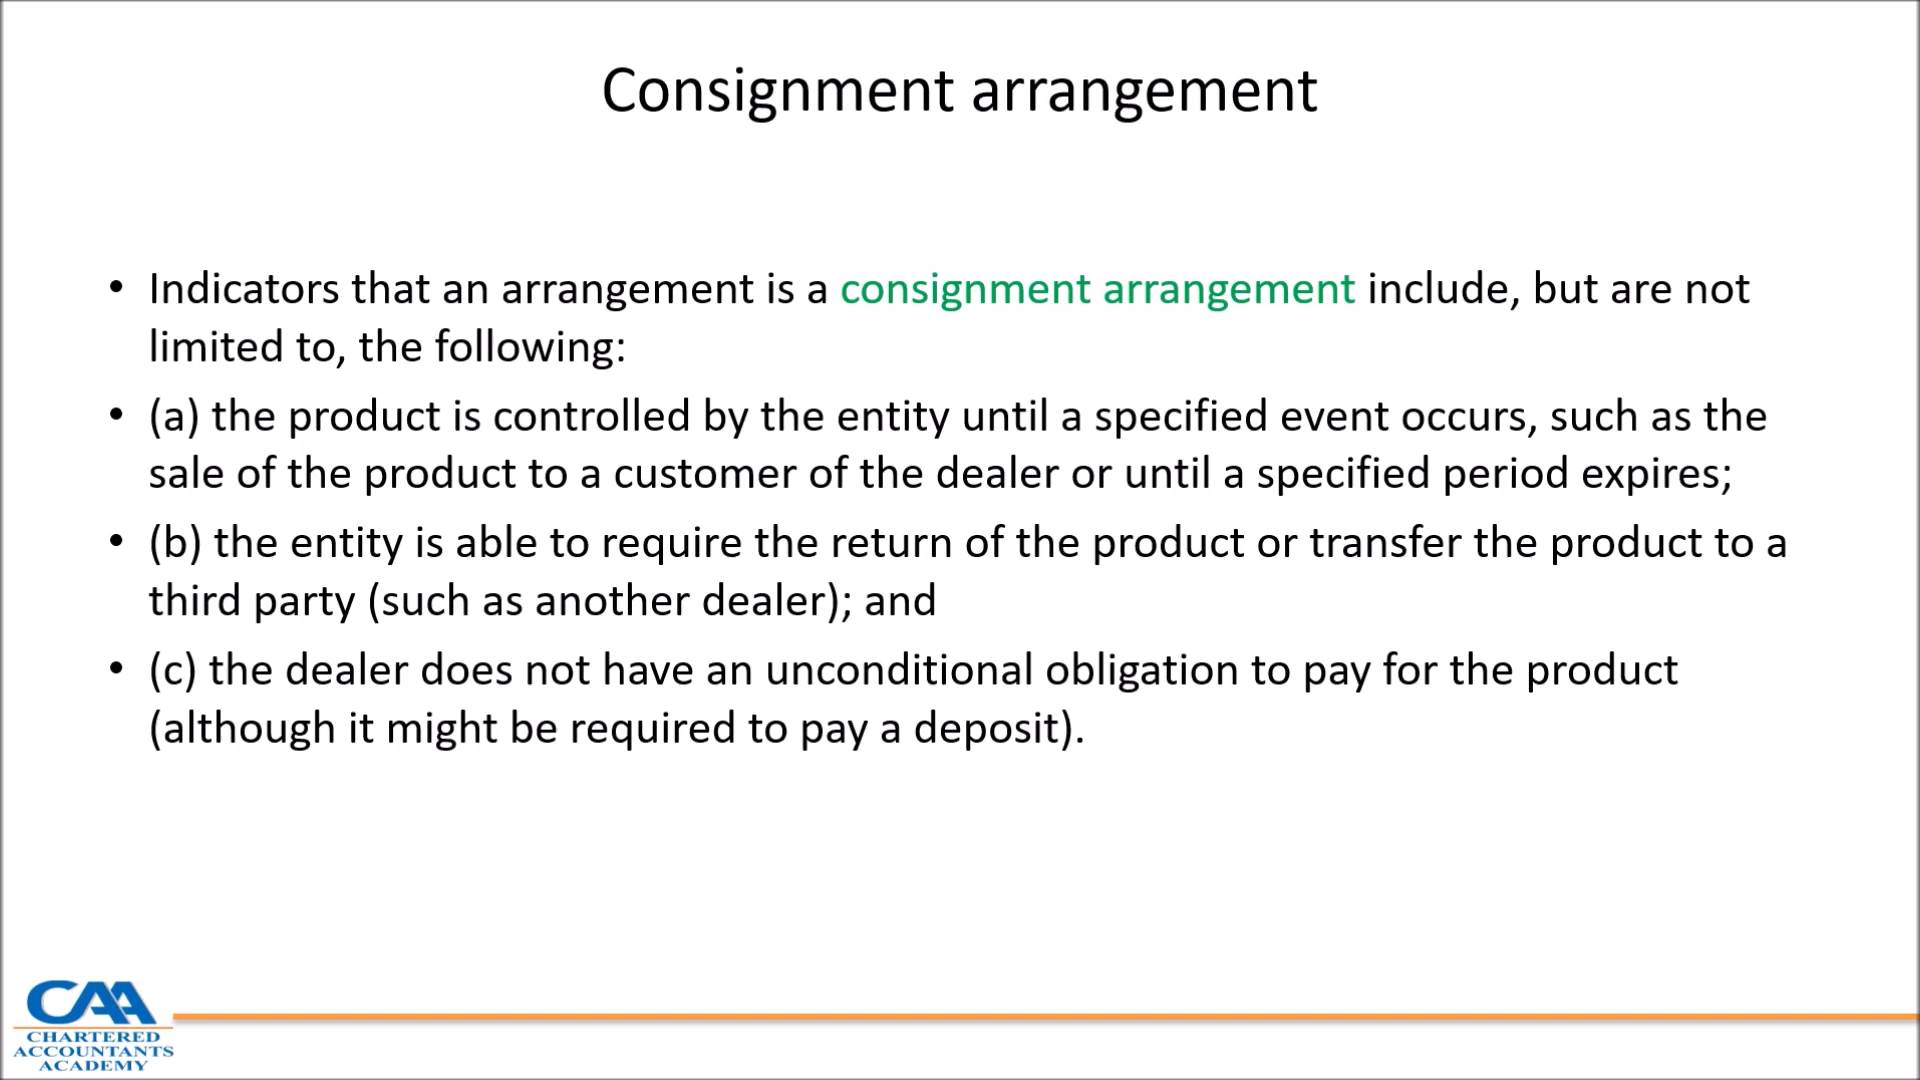 Consignment arrangement
• Indicators that an arrangement is a consignment arrangement include, but are not
limited to, the following:
• (a) the product is controlled by the entity until a specified event occurs, such as the
sale of the product to a customer of the dealer or until a specified period expires;
• (b) the entity is able to require the return of the product or transfer the product to a
third party (such as another dealer); and
• (c) the dealer does not have an unconditional obligation to pay for the product
(although it might be required to pay a deposit).
CAA
CHARTERED
ACCOUNTANTS
ACADEMY